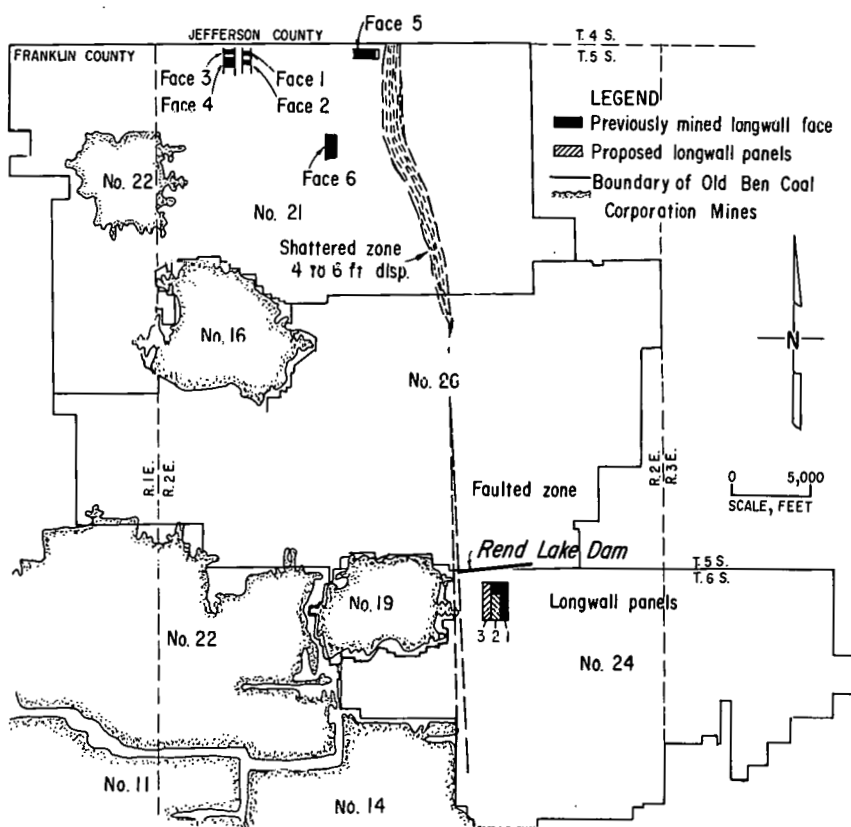 JEFFERSON COUNTY
FRANKLIN COUNTY
Face 5
T. 4 S.
T. 5 S.
Face 3
Face 4
Face 1
Face 2
LEGEND
Previously mined longwall face
Proposed longwall panels
Boundary of Old Ben Coal
Corporation Mines
No. 22
Face 6
No. 21
Shattered zone
4 to 6 ft disp.
No. 16
N
No. 26
R. 1 E.
R. 2 E.
R. 2 E.
R. 3 E.
0 5,000
SCALE, FEET
Faulted zone
Rend Lake Dam
T. 5 S.
T. 6 S.
No. 19
Longwall panels
3 2 1
No. 22
No. 24
No. 11
No. 14